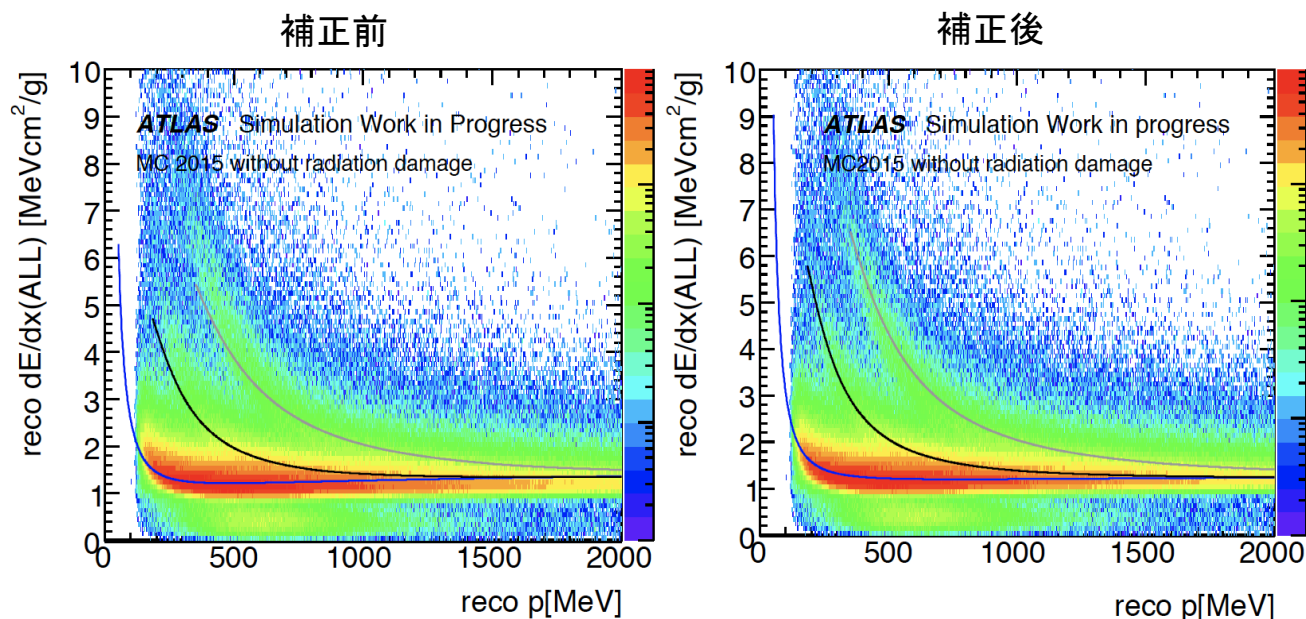 補正前
補正後
reco dE/dx(ALL) [MeVcm²/g]
10
9
8
7
6
5
4
3
2
1
0
ATLAS Simulation Work in Progress
MC 2015 without radiation damage
0 500 1000 1500 2000
reco p[MeV]
reco dE/dx(ALL) [MeVcm²/g]
10
9
8
7
6
5
4
3
2
1
0
ATLAS Simulation Work in progress
MC2015 without radiation damage
0 500 1000 1500 2000
reco p[MeV]